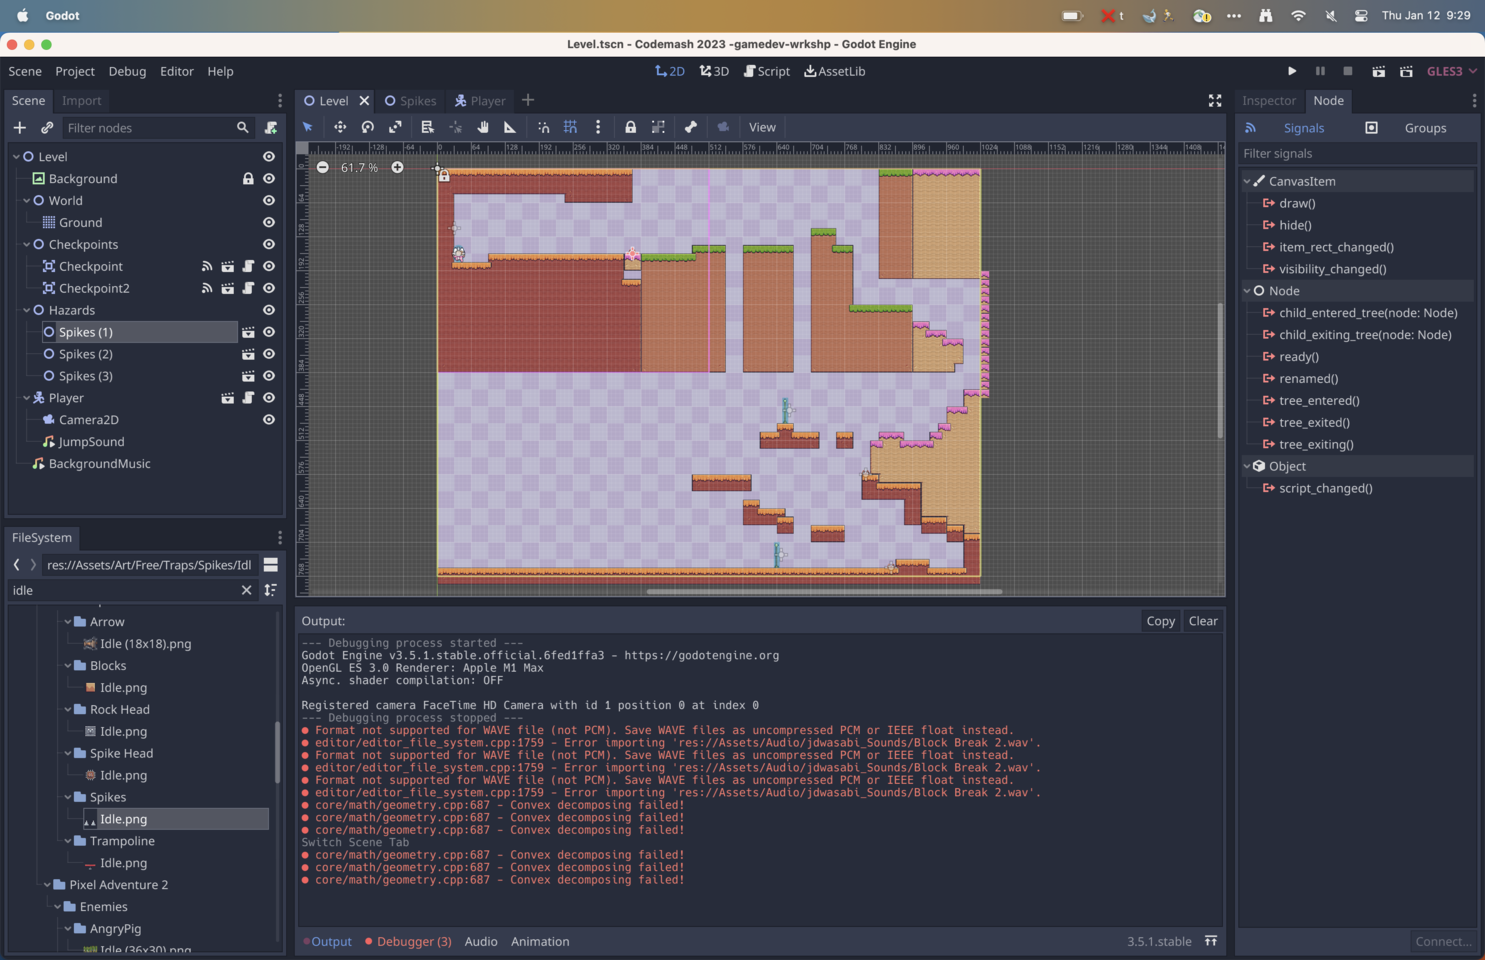 Godot
t
Thu Jan 12 9:29
Level.tscn - Codemash 2023 -gamedev-wrkshp - Godot Engine
Scene Project Debug Editor Help
2D 3D Script AssetLib
GLES3
Scene Import
Level Spikes Player
Inspector Node
Filter nodes
View
Signals Groups
Filter signals
61.7 %
Level
Background
World
Ground
Checkpoints
Checkpoint
Checkpoint2
Hazards
Spikes (1)
Spikes (2)
Spikes (3)
Player
Camera2D
JumpSound
BackgroundMusic
CanvasItem
draw()
hide()
item_rect_changed()
visibility_changed()
Node
child_entered_tree(node: Node)
child_exiting_tree(node: Node)
ready()
renamed()
tree_entered()
tree_exited()
tree_exiting()
Object
script_changed()
FileSystem
res://Assets/Art/Free/Traps/Spikes/Idl
idle
Arrow
Idle (18x18).png
Blocks
Idle.png
Rock Head
Idle.png
Spike Head
Idle.png
Spikes
Idle.png
Trampoline
Idle.png
Pixel Adventure 2
Enemies
AngryPig
Idle (36x30).png
Output:
Copy Clear
--- Debugging process started ---
Godot Engine v3.5.1.stable.official.6fed1ffa3 - https://godotengine.org
OpenGL ES 3.0 Renderer: Apple M1 Max
Async. shader compilation: OFF
Registered camera FaceTime HD Camera with id 1 position 0 at index 0
--- Debugging process stopped ---
Format not supported for WAVE file (not PCM). Save WAVE files as uncompressed PCM or IEEE float instead.
editor/editor_file_system.cpp:1759 - Error importing 'res://Assets/Audio/jdwasabi_Sounds/Block Break 2.wav'.
Format not supported for WAVE file (not PCM). Save WAVE files as uncompressed PCM or IEEE float instead.
editor/editor_file_system.cpp:1759 - Error importing 'res://Assets/Audio/jdwasabi_Sounds/Block Break 2.wav'.
Format not supported for WAVE file (not PCM). Save WAVE files as uncompressed PCM or IEEE float instead.
editor/editor_file_system.cpp:1759 - Error importing 'res://Assets/Audio/jdwasabi_Sounds/Block Break 2.wav'.
core/math/geometry.cpp:687 - Convex decomposing failed!
core/math/geometry.cpp:687 - Convex decomposing failed!
core/math/geometry.cpp:687 - Convex decomposing failed!
Switch Scene Tab
core/math/geometry.cpp:687 - Convex decomposing failed!
core/math/geometry.cpp:687 - Convex decomposing failed!
core/math/geometry.cpp:687 - Convex decomposing failed!
Output Debugger (3) Audio Animation
3.5.1.stable
Connect...